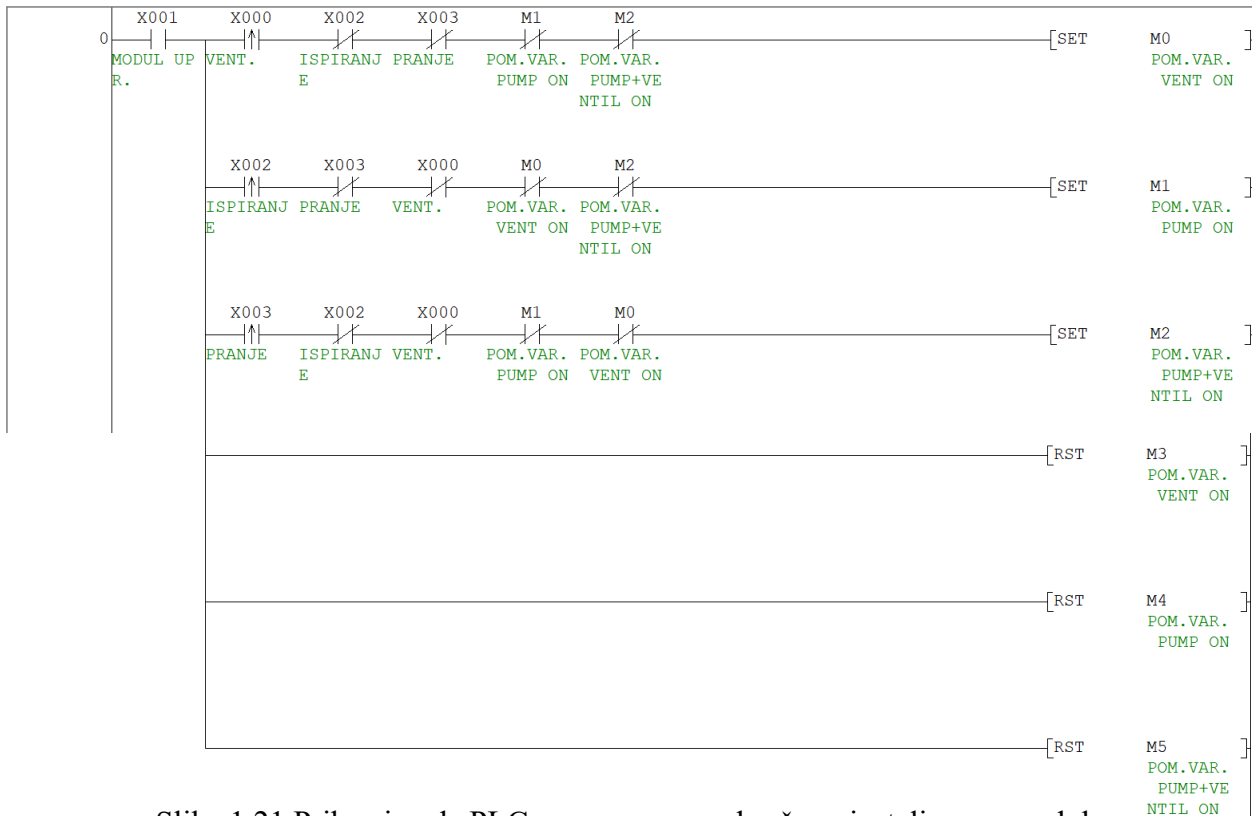 X001 X000 X002 X003 M1 M2
0 [SET M0 ]
MODUL UP VENT. ISPIRANJ PRANJE POM.VAR. POM.VAR. POM.VAR.
R. E PUMP ON PUMP+VE VENT ON
NTIL ON
X002 X003 X000 M0 M2
[SET M1 ]
ISPIRANJ PRANJE VENT. POM.VAR. POM.VAR. POM.VAR.
E VENT ON PUMP+VE PUMP ON
NTIL ON
X003 X002 X000 M1 M0
[SET M2 ]
PRANJE ISPIRANJ VENT. POM.VAR. POM.VAR. POM.VAR.
E PUMP ON VENT ON PUMP+VE
NTIL ON
[RST M3 ]
POM.VAR.
VENT ON
[RST M4 ]
POM.VAR.
PUMP ON
[RST M5 ]
POM.VAR.
PUMP+VE
NTIL ON